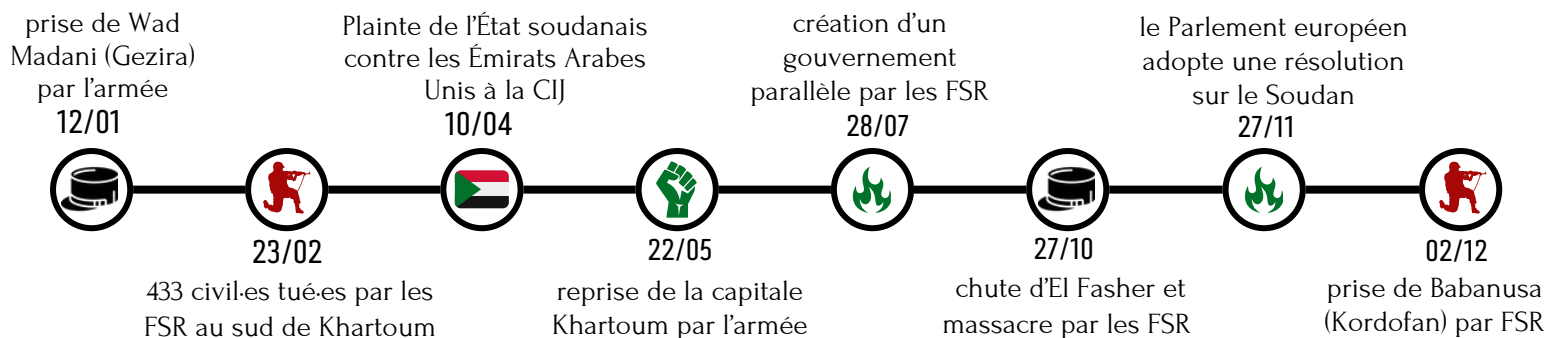 prise de Wad
Madani (Gezira)
par l’armée
12/01
23/02
433 civil·es tué·es par les
FSR au sud de Khartoum
Plainte de l’État soudanais
contre les Émirats Arabes
Unis à la CIJ
10/04
22/05
reprise de la capitale
Khartoum par l’armée
création d’un
gouvernement
parallèle par les FSR
28/07
27/10
chute d’El Fasher et
massacre par les FSR
le Parlement européen
adopte une résolution
sur le Soudan
27/11
02/12
prise de Babanusa
(Kordofan) par FSR